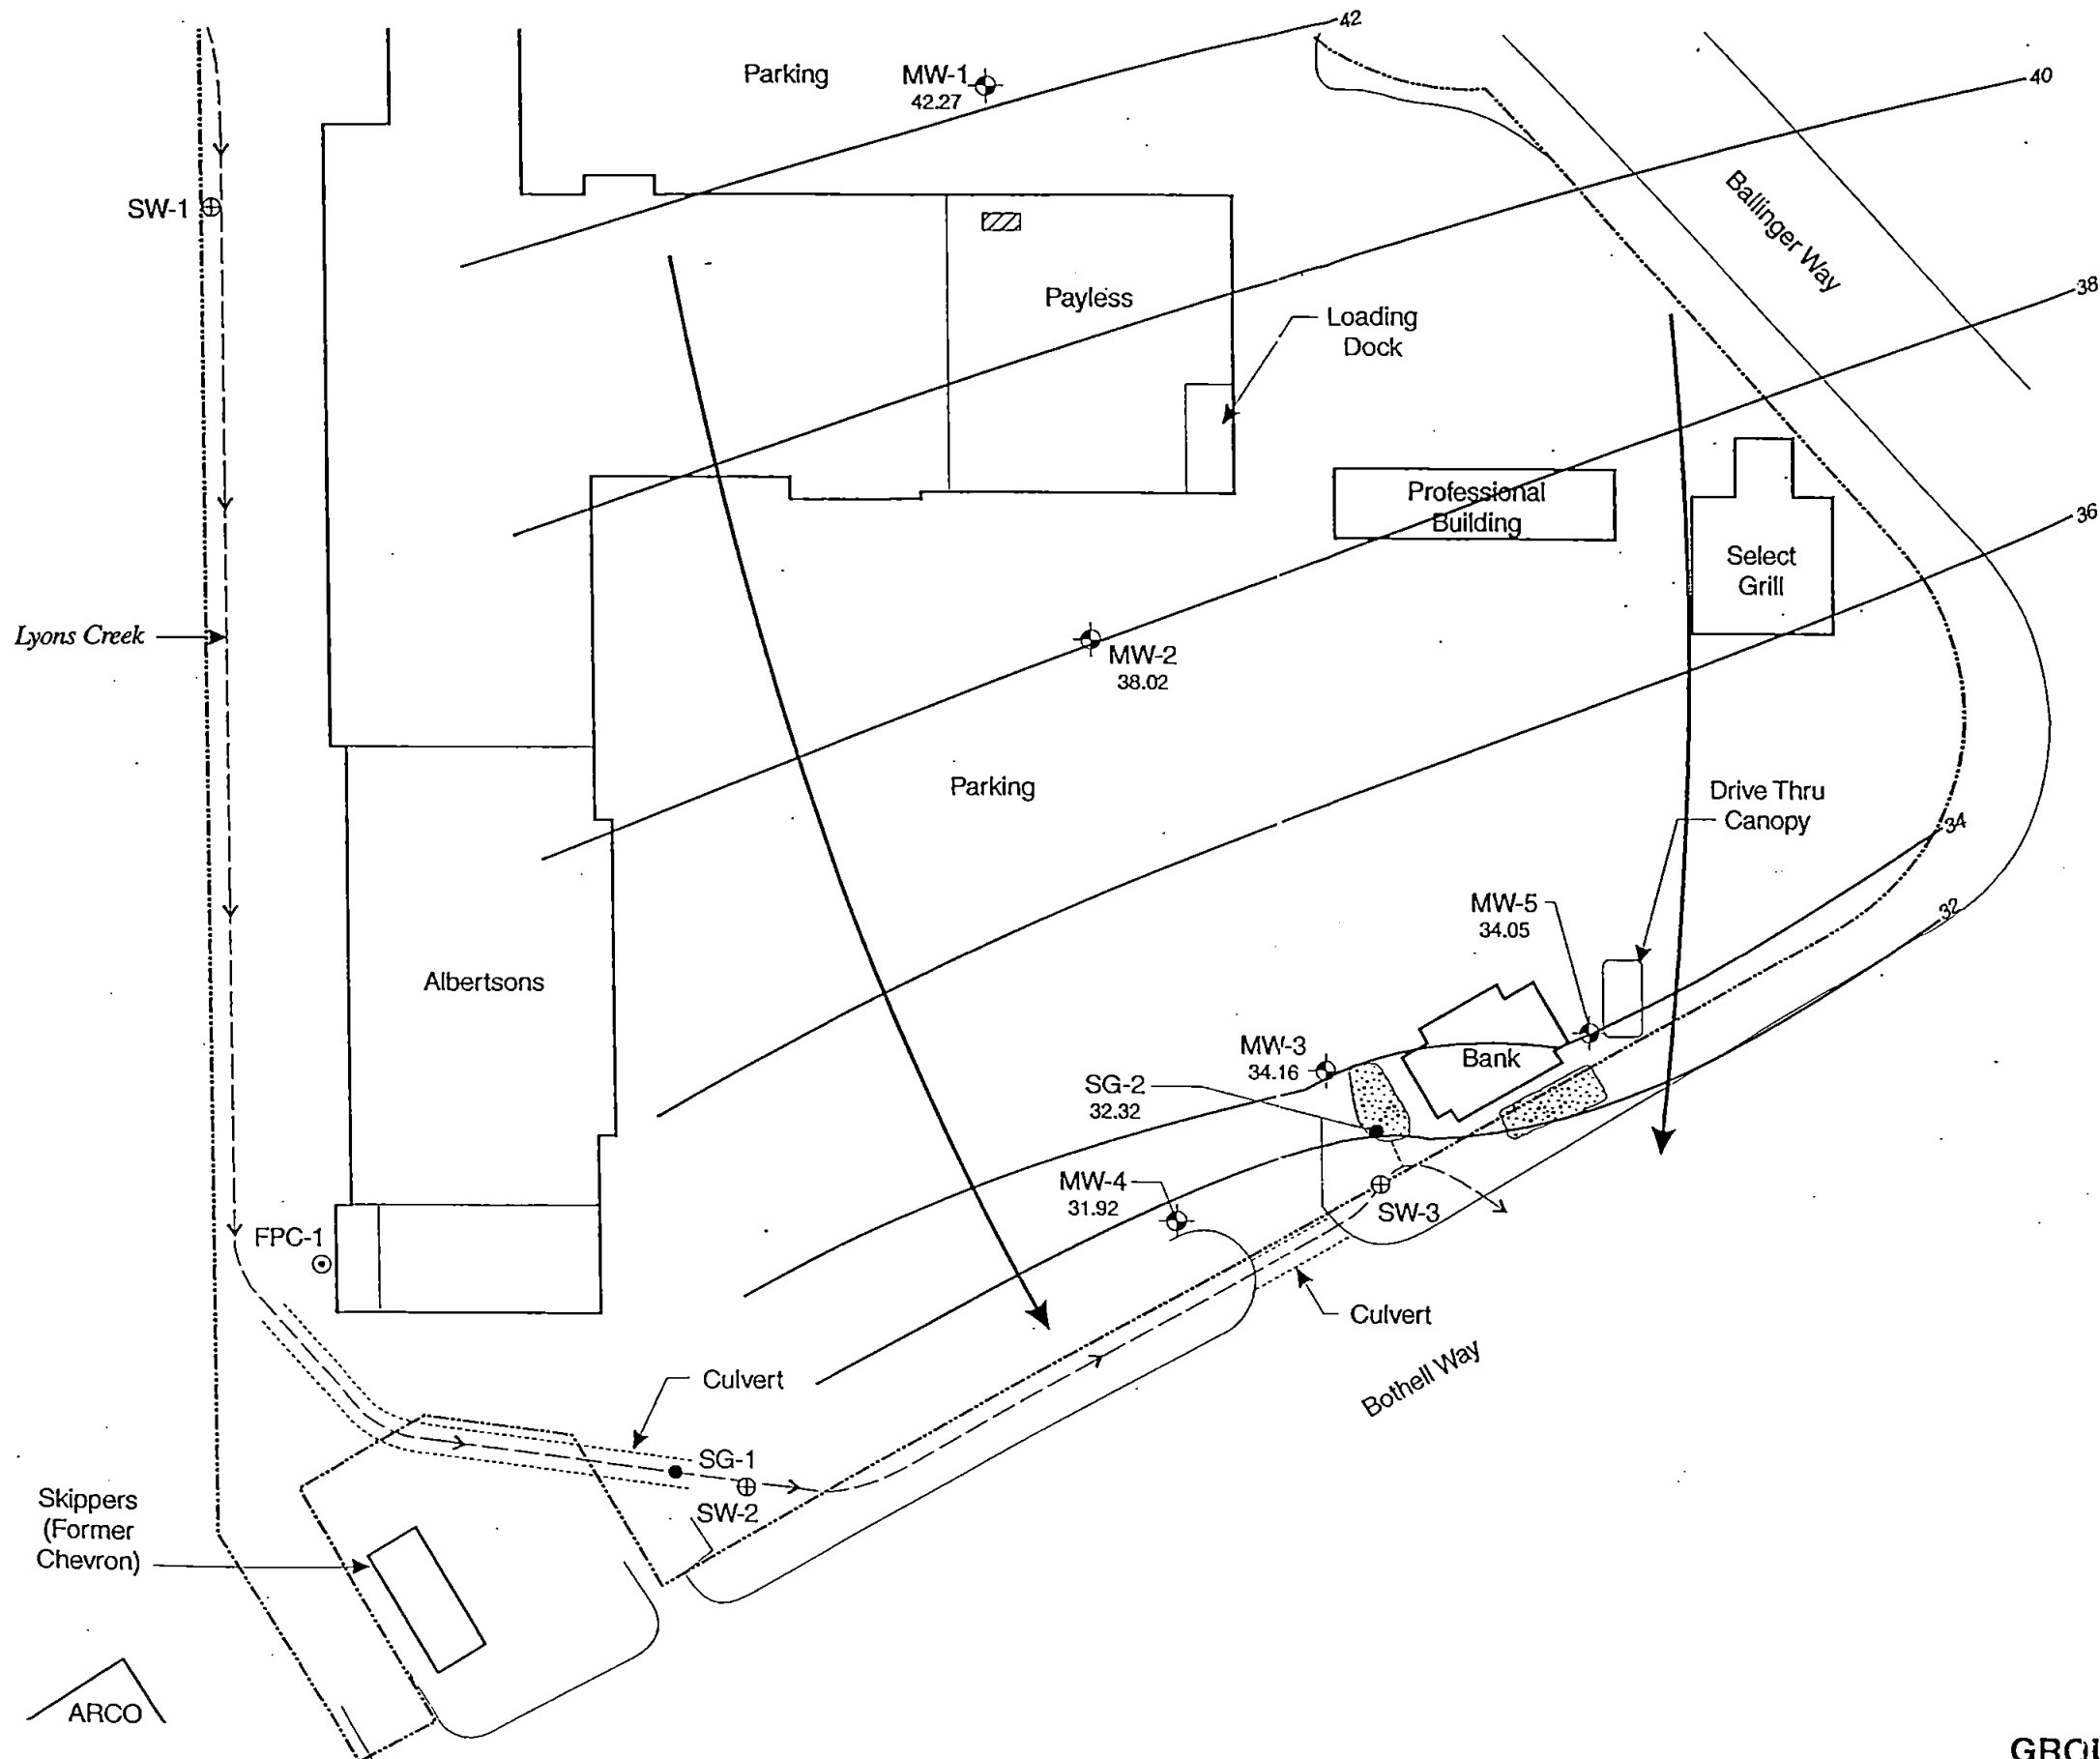 42
Parking
MW-1
42.27
40
SW-1
Ballinger Way
38
Payless
Loading
Dock
Professional
Building
36
Select
Grill
Lyons Creek
MW-2
38.02
Parking
Drive Thru
Canopy
34
MW-5
34.05
32
Albertsons
MW-3
34.16
Bank
SG-2
32.32
MW-4
31.92
SW-3
FPC-1
Culvert
Culvert
Bothell Way
SG-1
SW-2
Skippers
(Former
Chevron)
ARCO